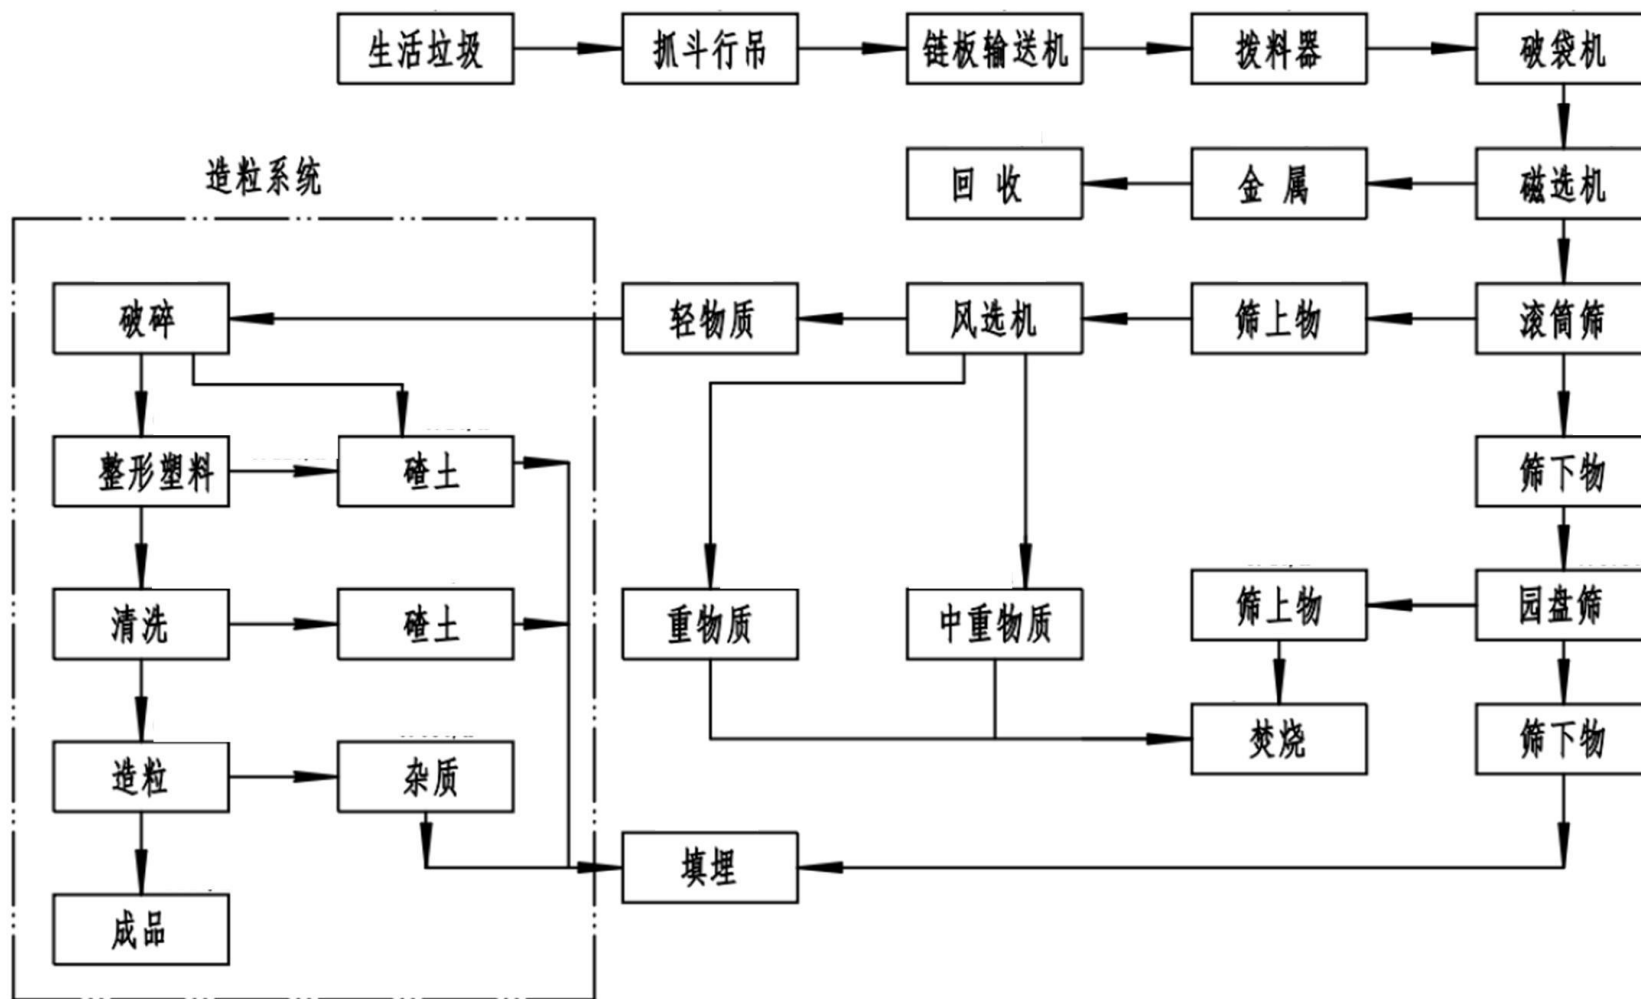 生活垃圾
抓斗行吊
链板输送机
拨料器
破袋机
回 收
金 属
磁选机
造粒系统
破碎
轻物质
风选机
筛上物
滚筒筛
整形塑料
碴土
筛下物
清洗
碴土
重物质
中重物质
筛上物
园盘筛
造粒
杂质
焚烧
筛下物
填埋
成品